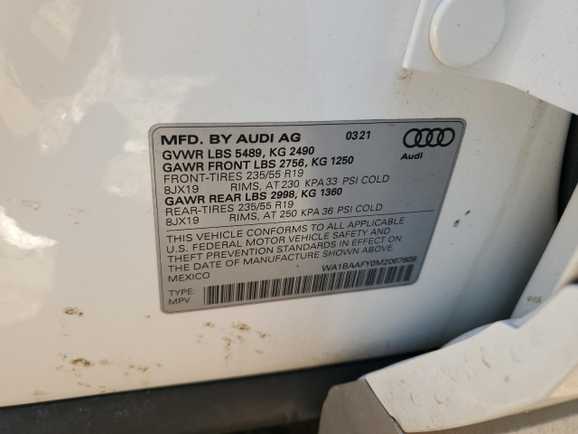 MFD. BY AUDI AG 03 21
GVWR LBS 5489, KG 2490
GAWR FRONT LBS 2756, KG 1250
FRONT-TIRES 235/55 R19
8JX19 RIMS, AT 230 KPA 33 PSI COLD
GAWR REAR LBS 2998, KG 1360
REAR-TIRES 235/55 R19
8JX19 RIMS, AT 250 KPA 36 PSI COLD
Audi
THIS VEHICLE CONFORMS TO ALL APPLICABLE
U.S. FEDERAL MOTOR VEHICLE SAFETY AND
THEFT PREVENTION STANDARDS IN EFFECT ON
THE DATE OF MANUFACTURE SHOWN ABOVE.
MEXICO
TYPE:
MPV